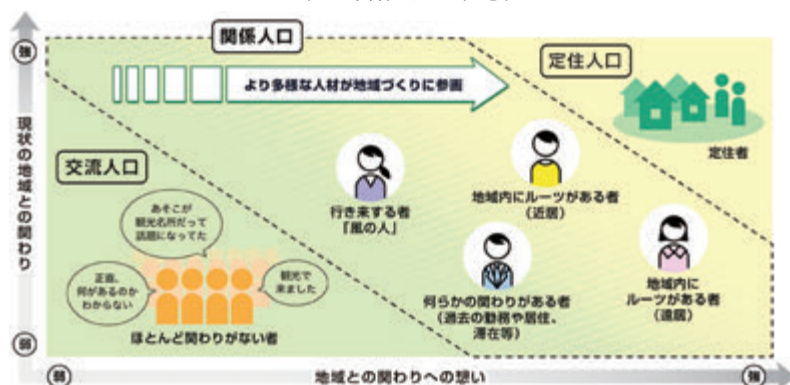 関係人口
定住人口
より多様な人材が地域づくりに参画
強
現状の地域との関わり
弱
交流人口
あそこが
観光名所だって
話題になってた
正直、
何があるのか
わからない
観光で
来ました
ほとんど関わりがない者
行き来する者
「風の人」
地域内にルーツがある者
（近居）
定住者
何らかの関わりがある者
（過去の勤務や居住、
滞在等）
地域内に
ルーツがある者
（遠居）
弱
地域との関わりへの想い
強